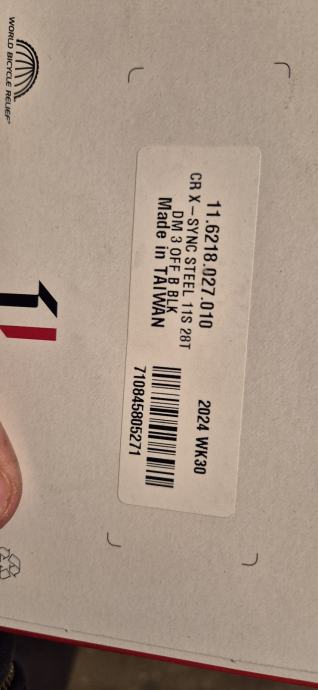 WORLD BICYCLE RELIEF
11.6218.027.010
CR X-SYNC STEEL 11S 28T
DM 3 OFF B BLK
Made in TAIWAN
2024 WK30
710845805271